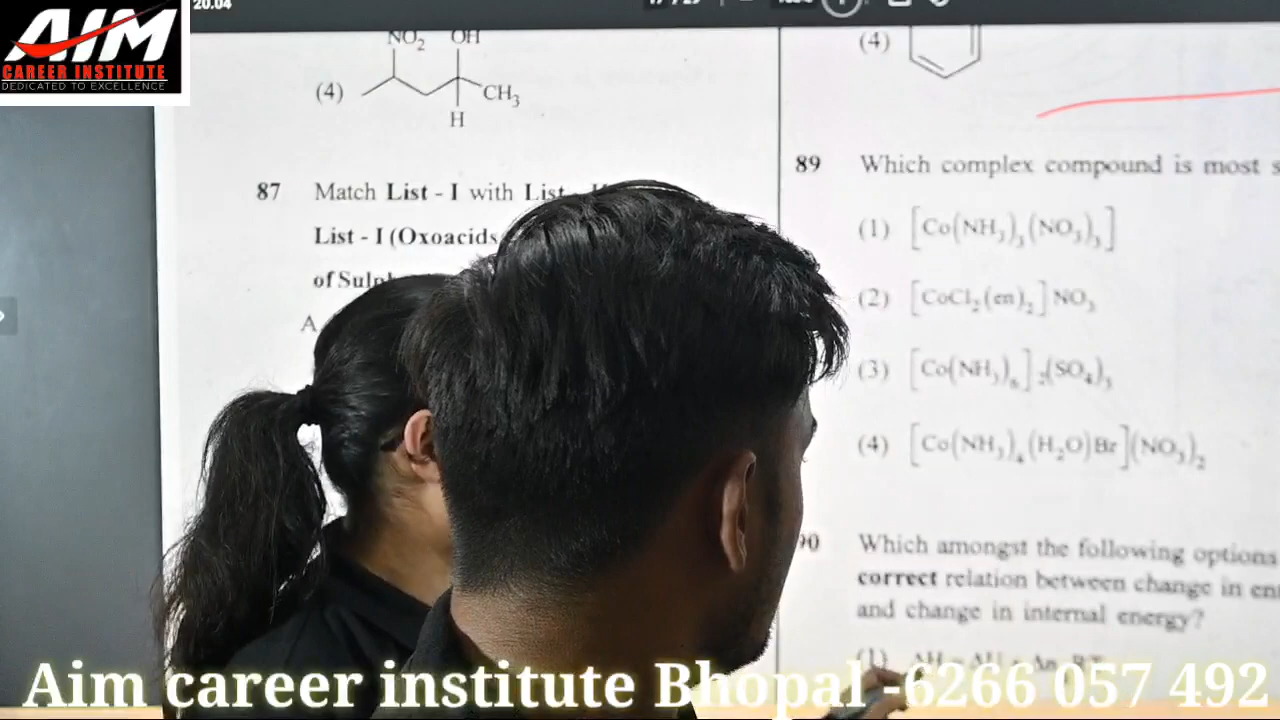 20.04
AIM
CAREER INSTITUTE
DEDICATED TO EXCELLENCE
NO2 OH
(4)
CH3
H
87 Match List - I with List
List - I (Oxoacids
of
A
(4)
89 Which complex compound is most
(1) [Co(NH3)3(NO3)3]
(2) [CoCl2(en)2]NO3
(3) [Co(NH3)6]2(SO4)3
(4) [Co(NH3)4(H2O)Br](NO3)2
90 Which amongst the following options
correct relation between change in
and change in internal energy?
(1)
Aim career institute Bhopal -6266 057 492